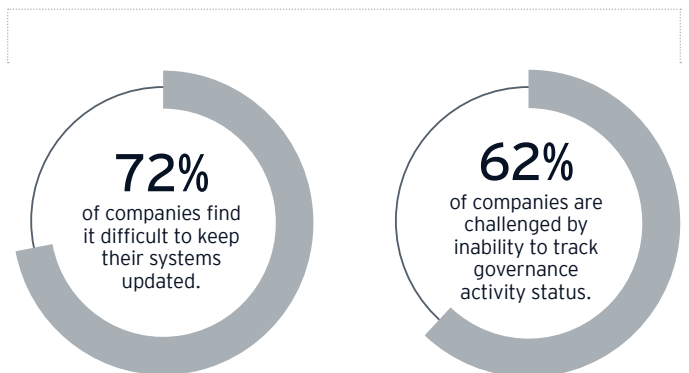 72%
of companies find
it difficult to keep
their systems
updated.
62%
of companies are
challenged by
inability to track
governance
activity status.